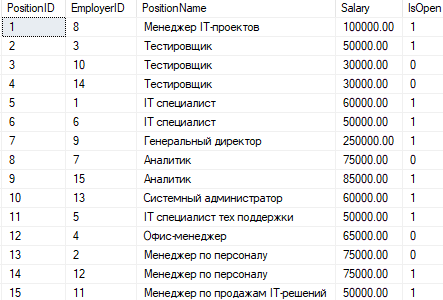 PositionID EmployerID PositionName Salary IsOpen
1 8 Менеджер IT-проектов 100000.00 1
2 3 Тестировщик 50000.00 1
3 10 Тестировщик 30000.00 0
4 14 Тестировщик 30000.00 0
5 1 IT специалист 60000.00 1
6 6 IT специалист 50000.00 1
7 9 Генеральный директор 250000.00 1
8 7 Аналитик 75000.00 0
9 15 Аналитик 85000.00 1
10 13 Системный администратор 60000.00 1
11 5 IT специалист тех поддержки 50000.00 1
12 4 Офис-менеджер 65000.00 0
13 2 Менеджер по персоналу 75000.00 0
14 12 Менеджер по персоналу 75000.00 1
15 11 Менеджер по продажам IT-решений 50000.00 1